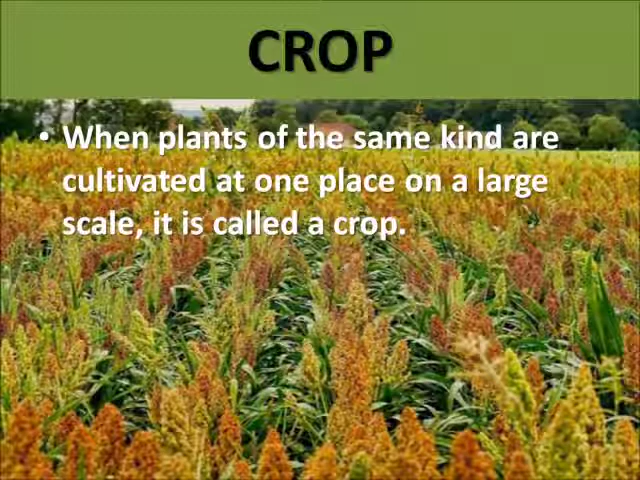 CROP
• When plants of the same kind are
cultivated at one place on a large
scale, it is called a crop.